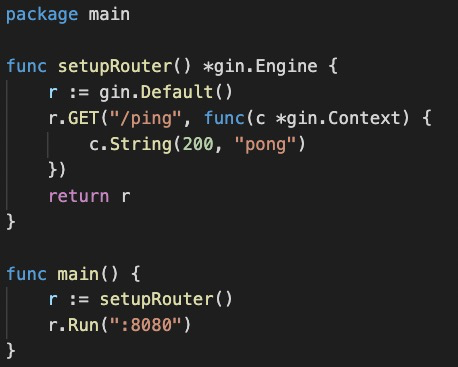 package main
func setupRouter() *gin.Engine {
    r := gin.Default()
    r.GET("/ping", func(c *gin.Context) {
        c.String(200, "pong")
    })
    return r
}
func main() {
    r := setupRouter()
    r.Run(":8080")
}